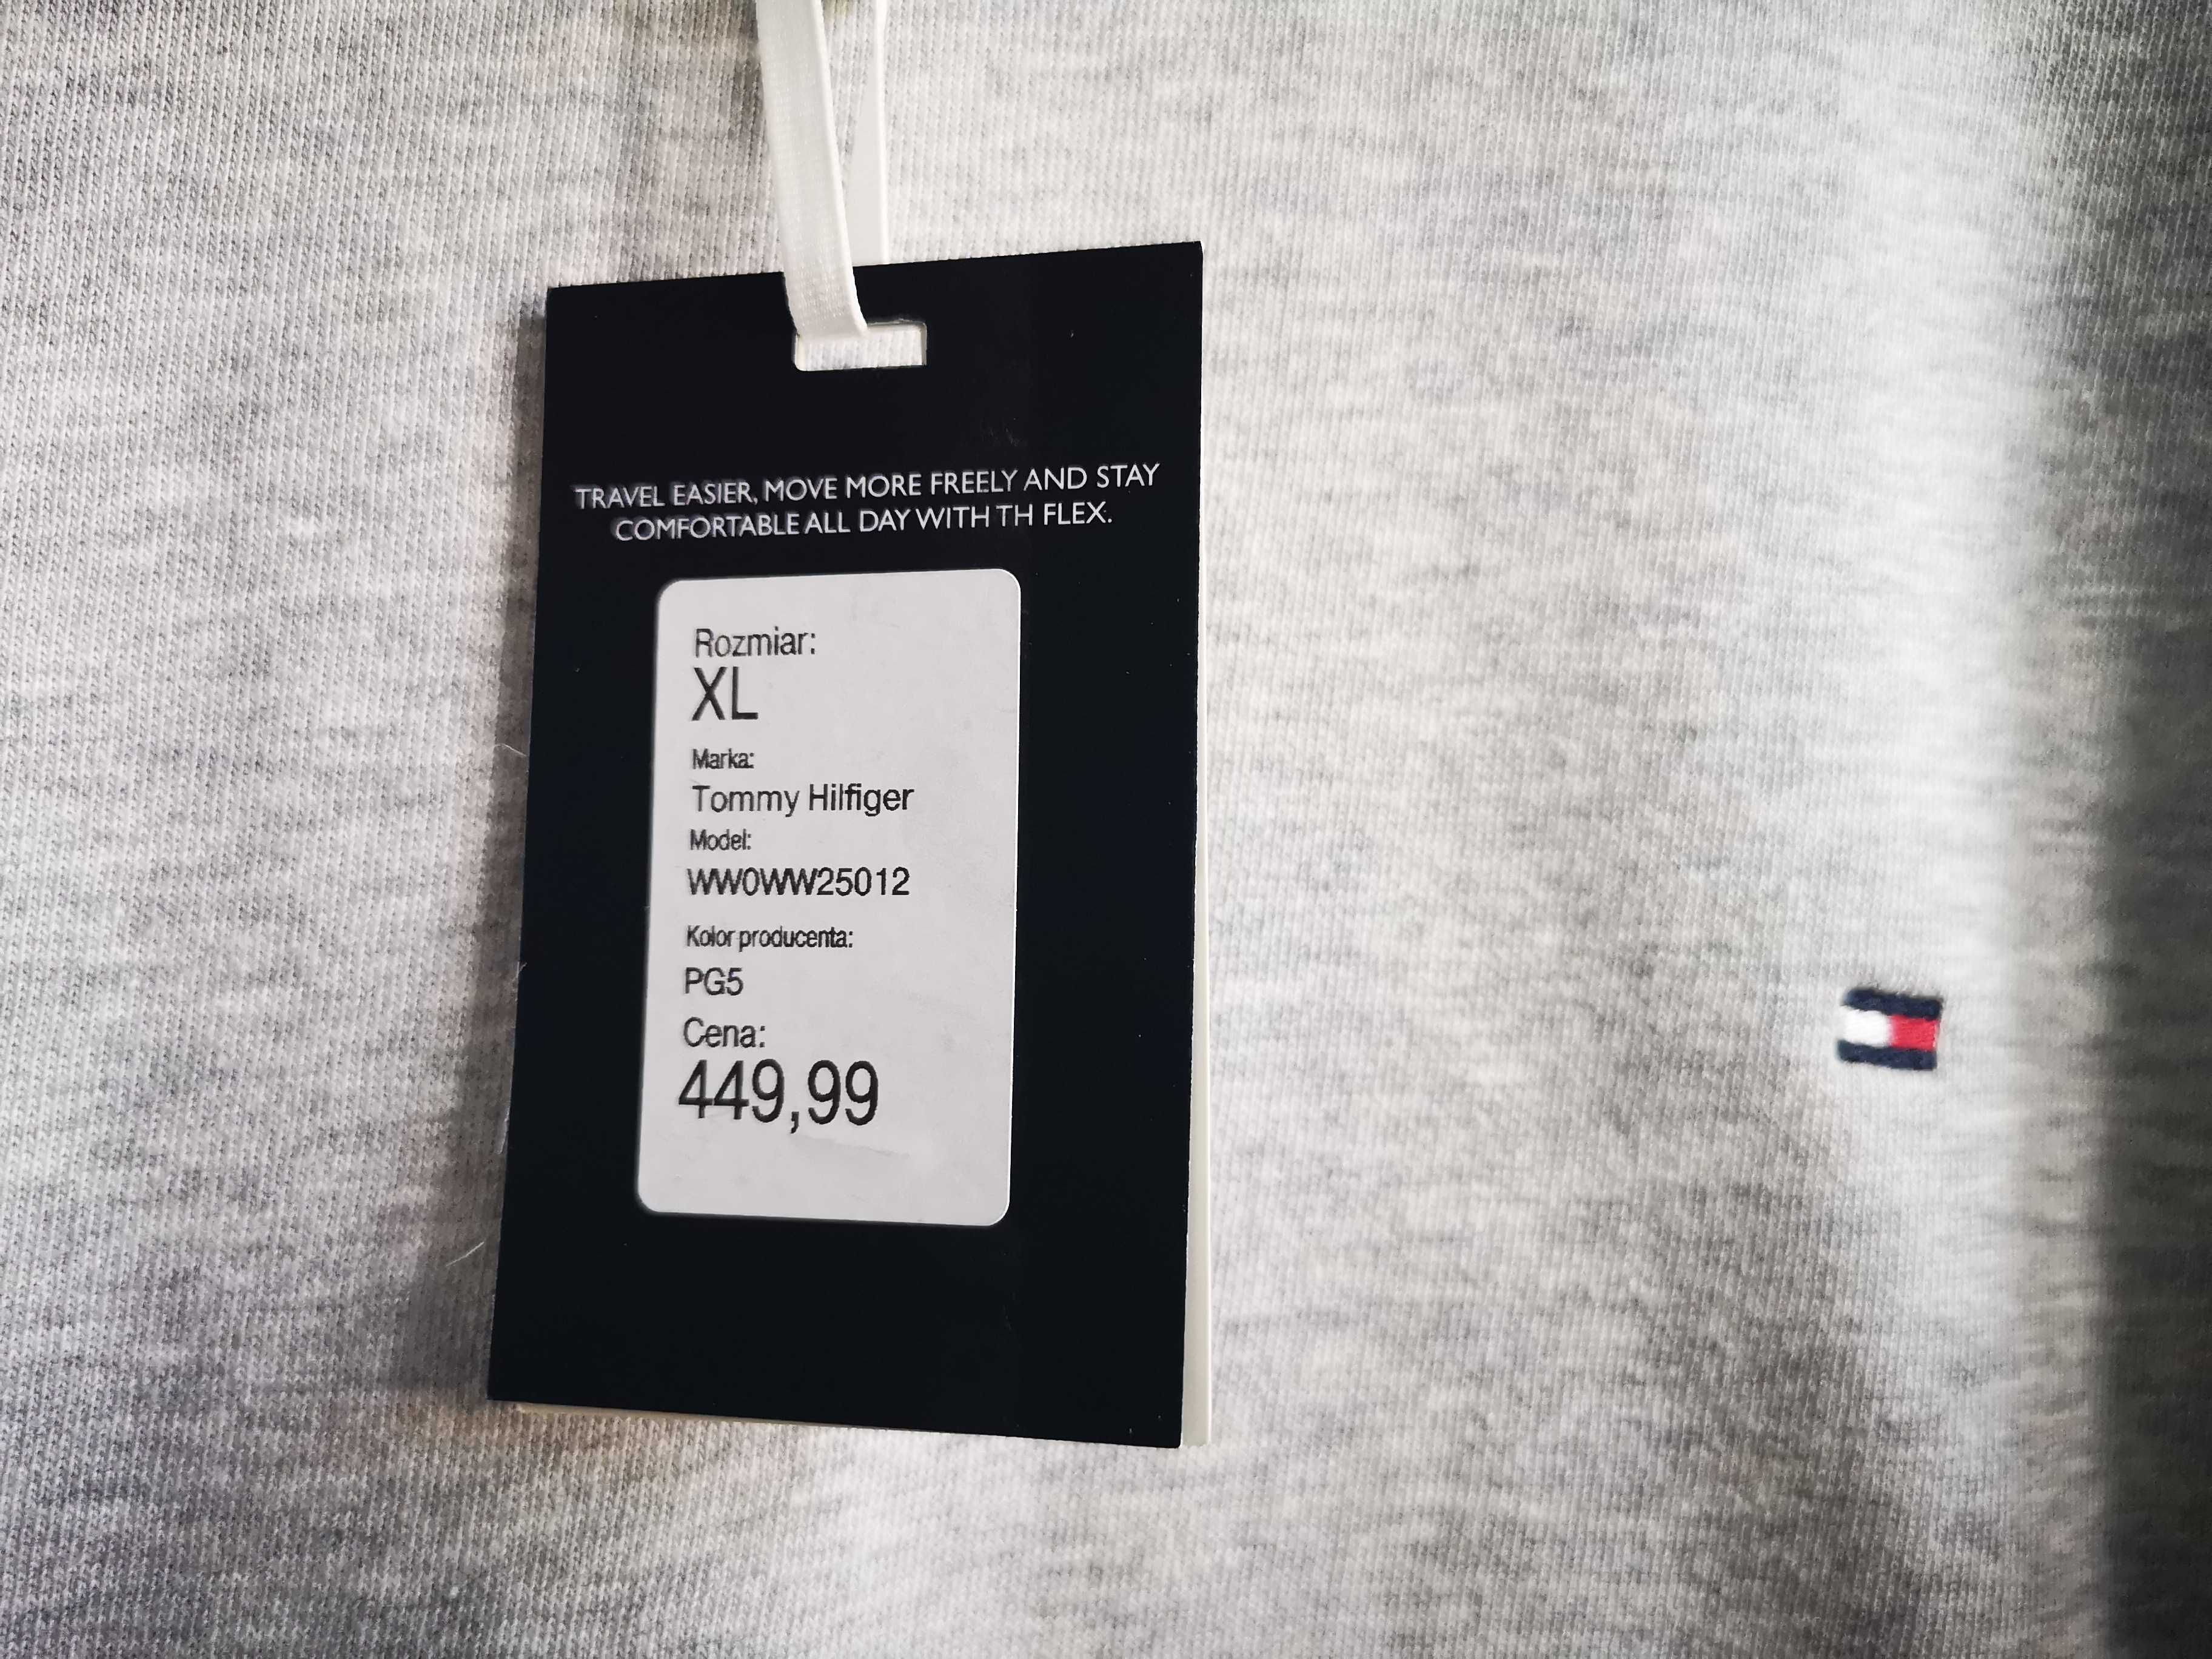 TRAVEL EASIER, MOVE MORE FREELY AND STAY
COMFORTABLE ALL DAY WITH TH FLEX.
Rozmiar:
XL
Marka:
Tommy Hilfiger
Model:
WW0WW25012
Kolor producenta:
PG5
Cena:
449,99